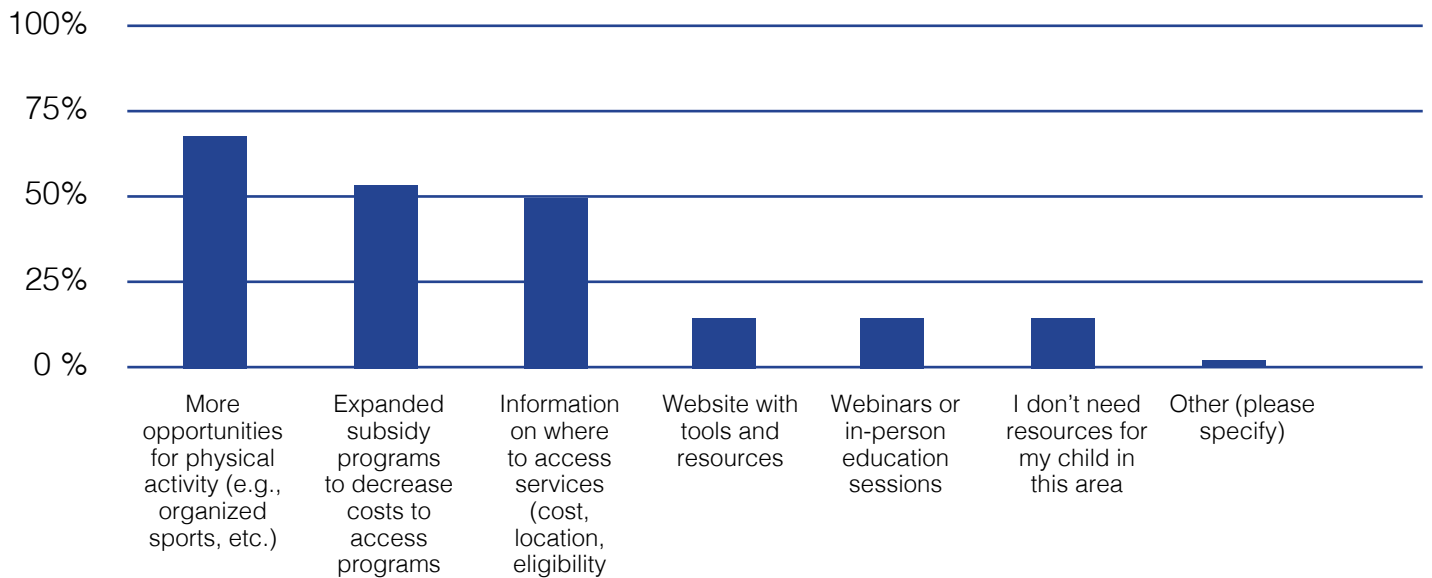 100%
75%
50%
25%
0 %
More
opportunities
for physical
activity (e.g.,
organized
sports, etc.)
Expanded
subsidy
programs
to decrease
costs to
access
programs
Information
on where
to access
services
(cost,
location,
eligibility
Website with
tools and
resources
Webinars or
in-person
education
sessions
I don’t need
resources for
my child in
this area
Other (please
specify)